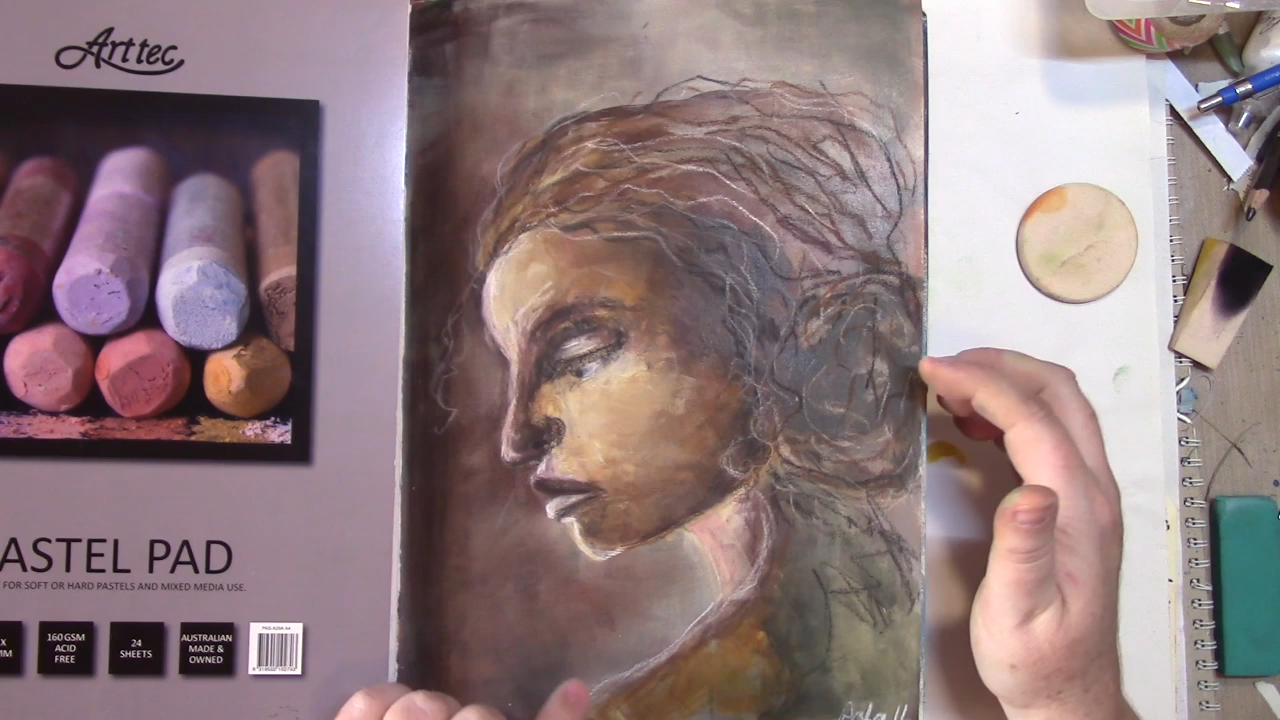 Arttec
ASTEL PAD
FOR SOFT OR HARD PASTELS AND MIXED MEDIA USE.
X
MM
160 GSM
ACID
FREE
24
SHEETS
AUSTRALIAN
MADE &
OWNED